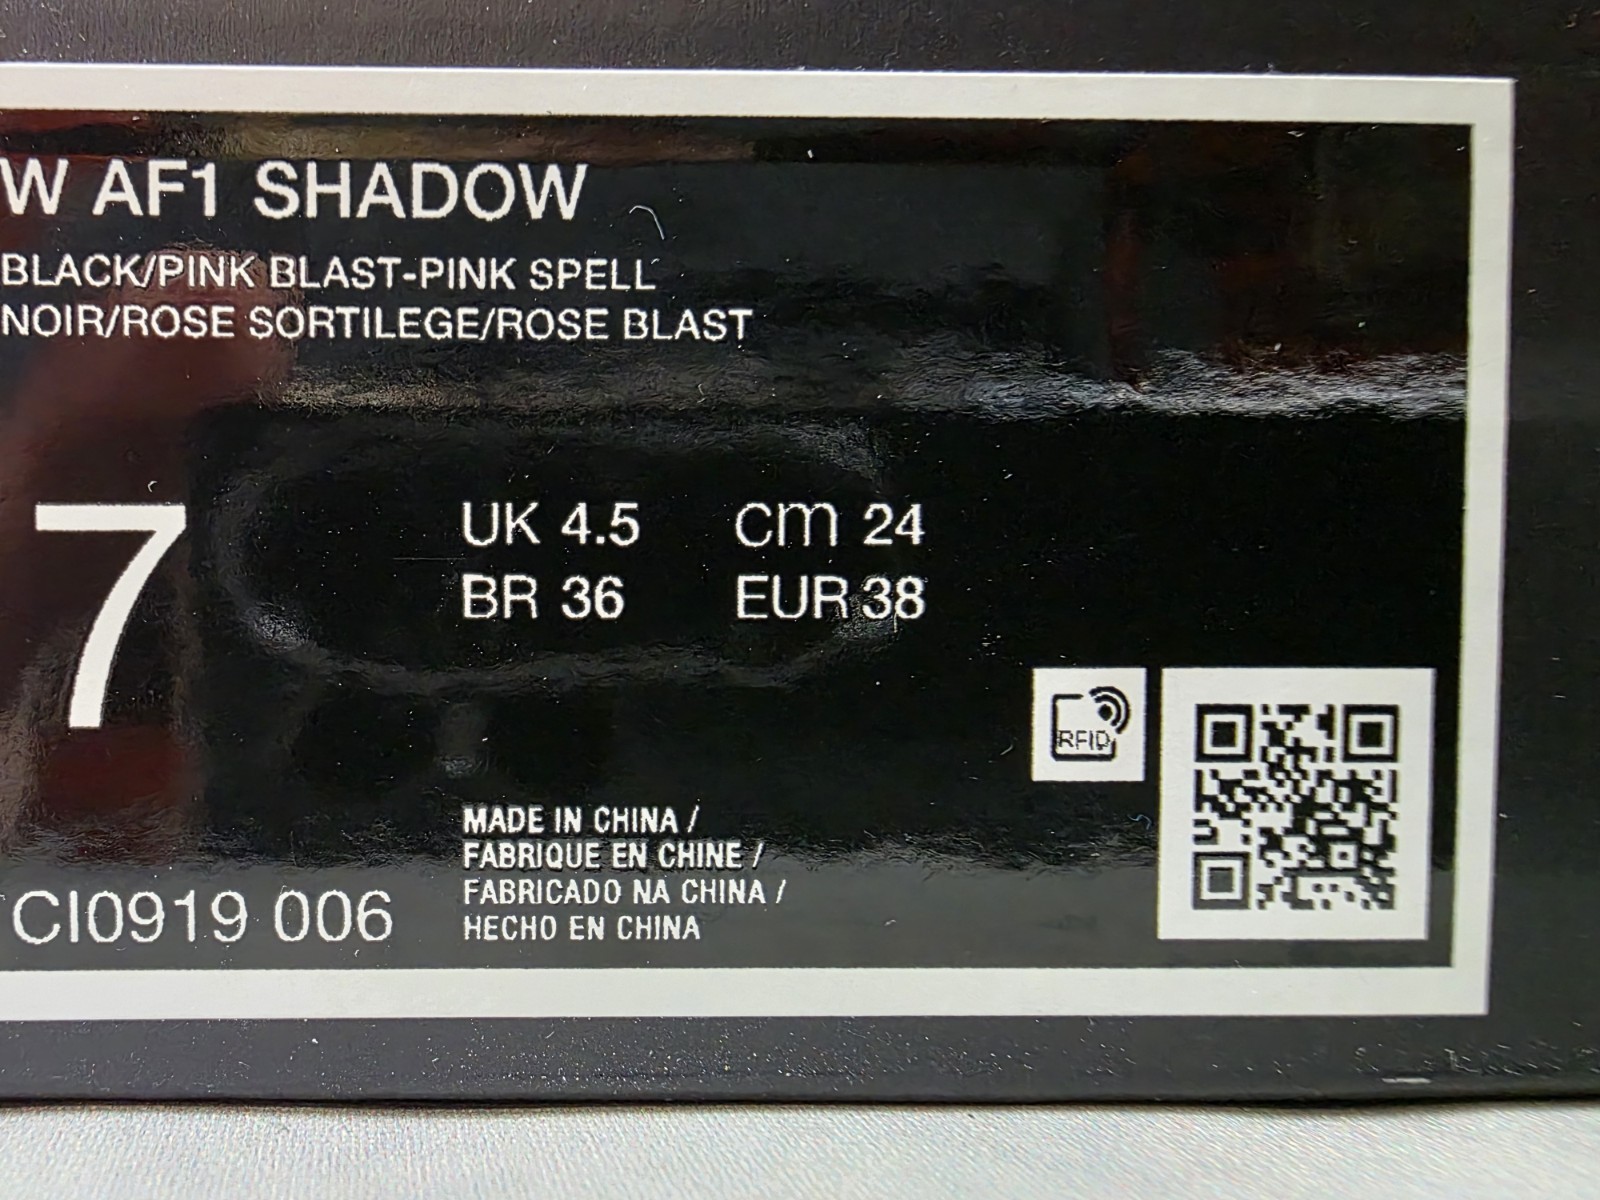 W AF1 SHADOW
BLACK/PINK BLAST-PINK SPELL
NOIR/ROSE SORTILEGE/ROSE BLAST
7
UK 4.5 cm 24
BR 36 EUR 38
RFID
MADE IN CHINA /
FABRIQUE EN CHINE /
FABRICADO NA CHINA /
HECHO EN CHINA
CI0919 006